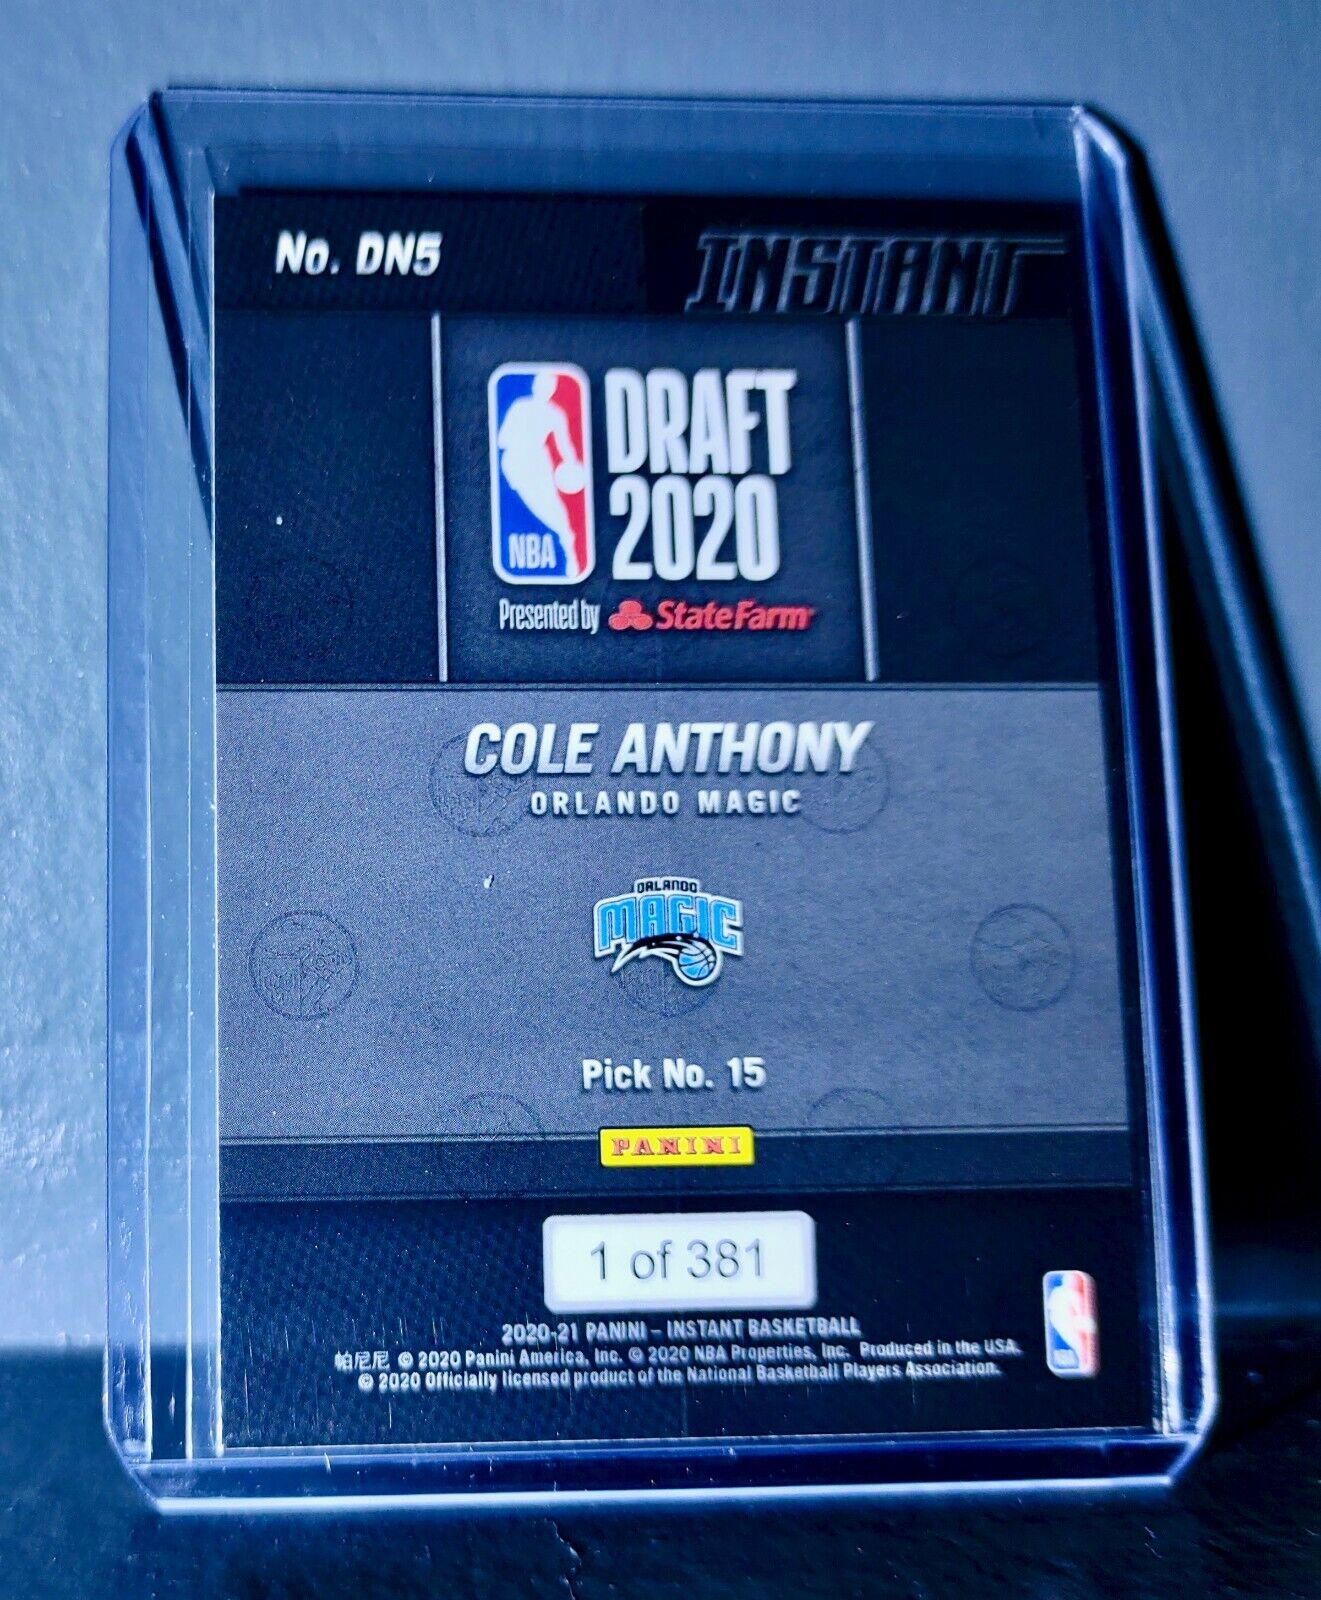 No. DN5
INSTANT
DRAFT
2020
NBA
Presented by StateFarm
COLE ANTHONY
ORLANDO MAGIC
ORLANDO
MAGIC
Pick No. 15
PANINI
1 of 381
2020-21 PANINI – INSTANT BASKETBALL
帕尼尼 © 2020 Panini America, Inc. © 2020 NBA Properties, Inc. Produced in the USA.
© 2020 Officially licensed product of the National Basketball Players Association.